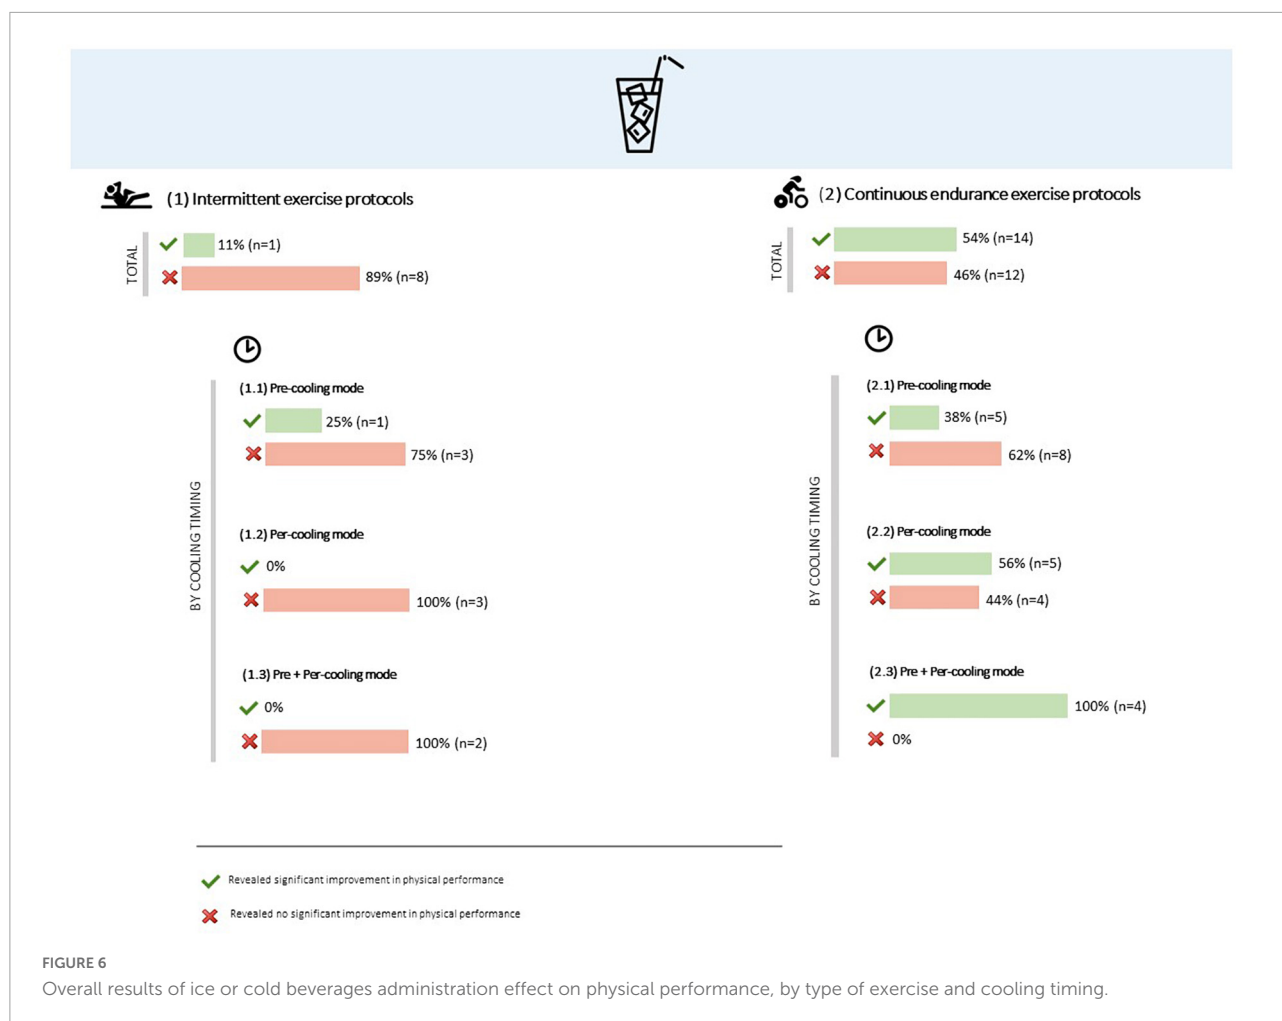 (1) Intermittent exercise protocols
TOTAL
11% (n=1)
89% (n=8)
BY COOLING TIMING
(1.1) Pre-cooling mode
25% (n=1)
75% (n=3)
(1.2) Per-cooling mode
0%
100% (n=3)
(1.3) Pre + Per-cooling mode
0%
100% (n=2)
(2) Continuous endurance exercise protocols
TOTAL
54% (n=14)
46% (n=12)
BY COOLING TIMING
(2.1) Pre-cooling mode
38% (n=5)
62% (n=8)
(2.2) Per-cooling mode
56% (n=5)
44% (n=4)
(2.3) Pre + Per-cooling mode
100% (n=4)
0%
Revealed significant improvement in physical performance
Revealed no significant improvement in physical performance
FIGURE 6
Overall results of ice or cold beverages administration effect on physical performance, by type of exercise and cooling timing.